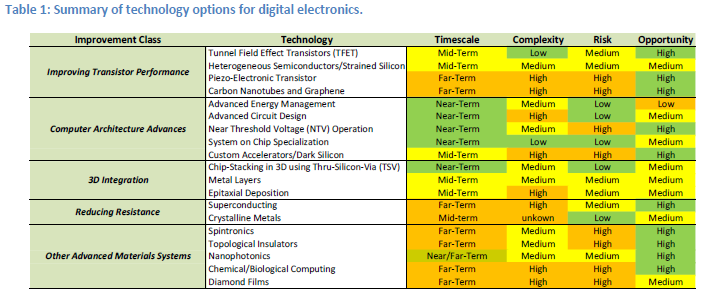 Table 1: Summary of technology options for digital electronics.
Improvement Class Technology Timescale Complexity Risk Opportunity
Improving Transistor Performance
Tunnel Field Effect Transistors (TFET) Mid-Term Low Medium High
Heterogeneous Semiconductors/Strained Silicon Mid-Term Medium Medium Medium
Piezo-Electronic Transistor Far-Term High High High
Carbon Nanotubes and Graphene Far-Term High High High
Computer Architecture Advances
Advanced Energy Management Near-Term Medium Low Low
Advanced Circuit Design Near-Term High Low Medium
Near Threshold Voltage (NTV) Operation Near-Term Medium High High
System on Chip Specialization Near-Term Low Low Medium
Custom Accelerators/Dark Silicon Mid-Term High High High
3D Integration
Chip-Stacking in 3D using Thru-Silicon-Via (TSV) Near-Term Medium Low Medium
Metal Layers Mid-Term Medium Medium Medium
Epitaxial Deposition Mid-Term High Medium Medium
Reducing Resistance
Superconducting Far-Term High Medium High
Crystalline Metals Mid-term unkown Low Medium
Other Advanced Materials Systems
Spintronics Far-Term Medium High High
Topological Insulators Far-Term Medium High High
Nanophotonics Near/Far-Term Medium Medium High
Chemical/Biological Computing Far-Term High High High
Diamond Films Far-Term High High Medium